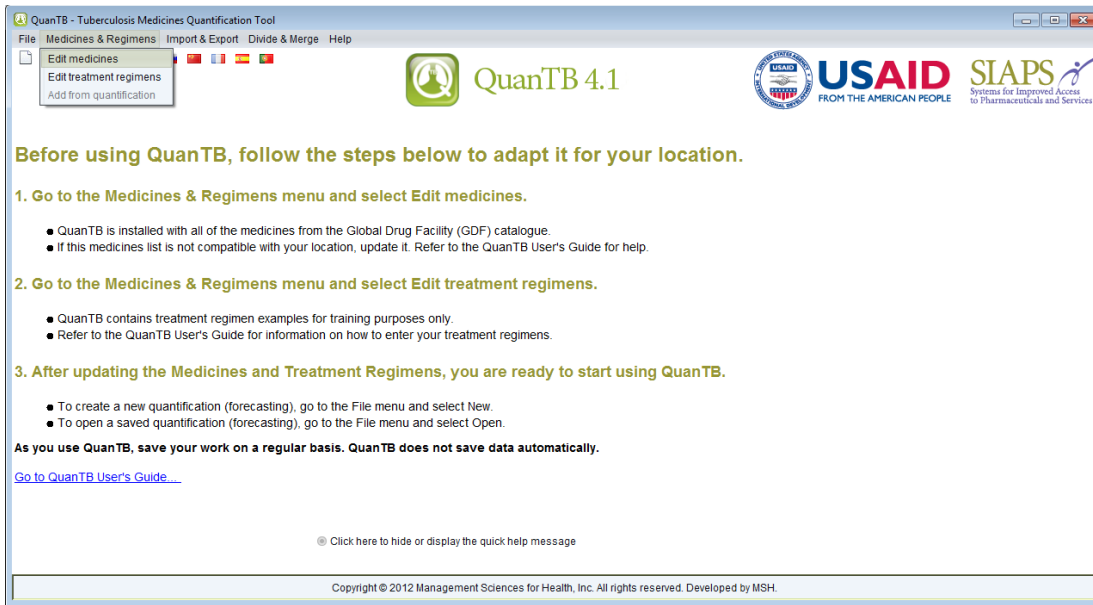 QuanTB - Tuberculosis Medicines Quantification Tool
File Medicines & Regimens Import & Export Divide & Merge Help
Edit medicines
Edit treatment regimens
Add from quantification
QuanTB 4.1
USAID
UNITED STATES AGENCY
INTERNATIONAL DEVELOPMENT
USAID
FROM THE AMERICAN PEOPLE
SIAPS
Systems for Improved Access
to Pharmaceuticals and Services
Before using QuanTB, follow the steps below to adapt it for your location.
1. Go to the Medicines & Regimens menu and select Edit medicines.
● QuanTB is installed with all of the medicines from the Global Drug Facility (GDF) catalogue.
● If this medicines list is not compatible with your location, update it. Refer to the QuanTB User's Guide for help.
2. Go to the Medicines & Regimens menu and select Edit treatment regimens.
● QuanTB contains treatment regimen examples for training purposes only.
● Refer to the QuanTB User's Guide for information on how to enter your treatment regimens.
3. After updating the Medicines and Treatment Regimens, you are ready to start using QuanTB.
● To create a new quantification (forecasting), go to the File menu and select New.
● To open a saved quantification (forecasting), go to the File menu and select Open.
As you use QuanTB, save your work on a regular basis. QuanTB does not save data automatically.
Go to QuanTB User's Guide...
Click here to hide or display the quick help message
Copyright © 2012 Management Sciences for Health, Inc. All rights reserved. Developed by MSH.